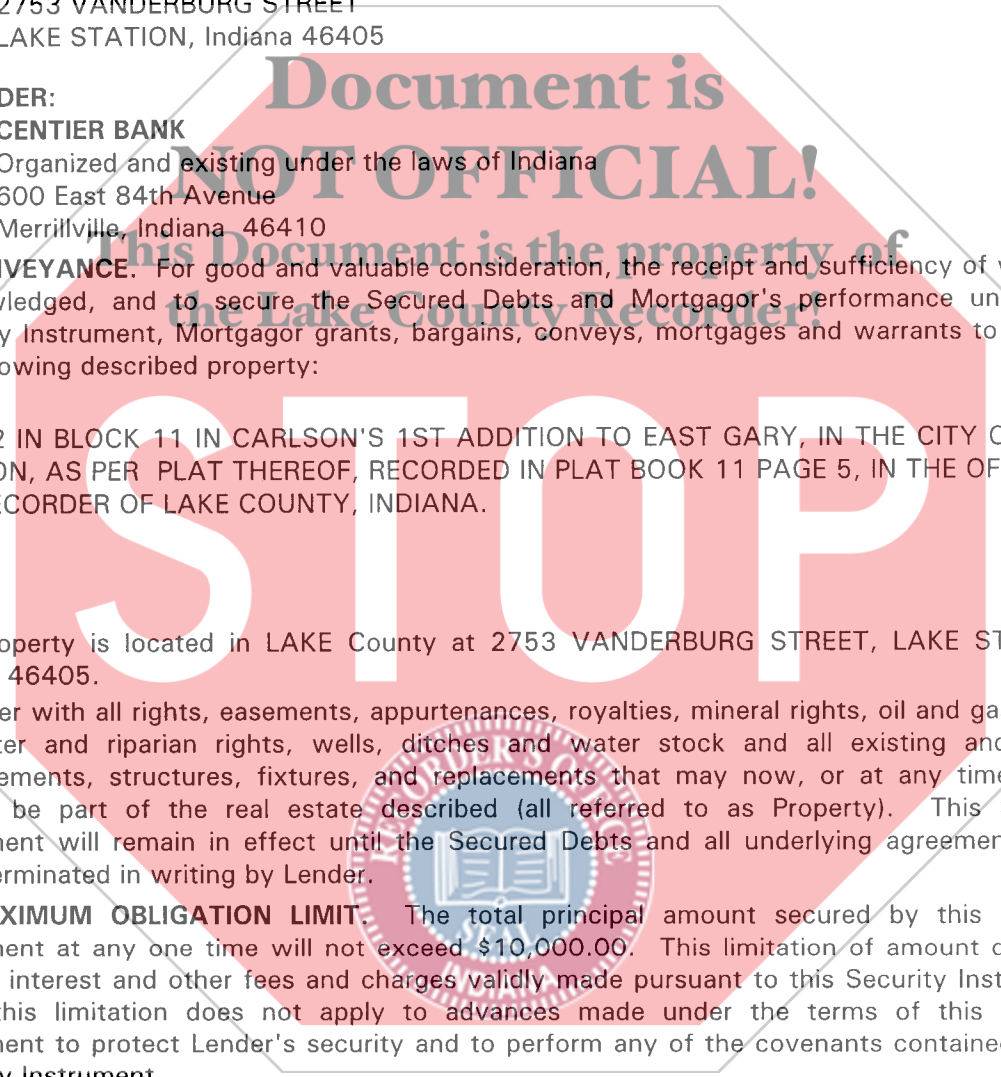 2753 VANDERBURG STREET
LAKE STATION, Indiana 46405
Document is
DER:
CENTIER BANK
Organized and existing under the laws of Indiana
NOT OFFICIAL!
600 East 84th Avenue
Merrillville, Indiana 46410
This Document is the property of
VEYANCE. For good and valuable consideration, the receipt and sufficiency of
wledged, and to secure the Secured Debts and Mortgagor's performance un
the Lake County Recorder!
y Instrument, Mortgagor grants, bargains, conveys, mortgages and warrants to
owing described property:
2 IN BLOCK 11 IN CARLSON'S 1ST ADDITION TO EAST GARY, IN THE CITY
ON, AS PER PLAT THEREOF, RECORDED IN PLAT BOOK 11 PAGE 5, IN THE OF
ECORDER OF LAKE COUNTY, INDIANA.
STOP
operty is located in LAKE County at 2753 VANDERBURG STREET, LAKE ST
46405.
er with all rights, easements, appurtenances, royalties, mineral rights, oil and ga
ter and riparian rights, wells, ditches and water stock and all existing and
ements, structures, fixtures, and replacements that may now, or at any time
be part of the real estate described (all referred to as Property). This
ent will remain in effect until the Secured Debts and all underlying agreemen
erminated in writing by Lender.
RECORDER'S OFFICE
XIMUM OBLIGATION LIMIT. The total principal amount secured by this
ent at any one time will not exceed $10,000.00. This limitation of amount
SEAL
interest and other fees and charges validly made pursuant to this Security Inst
INDIANA
this limitation does not apply to advances made under the terms of this
ent to protect Lender's security and to perform any of the covenants contained
y Instrument.